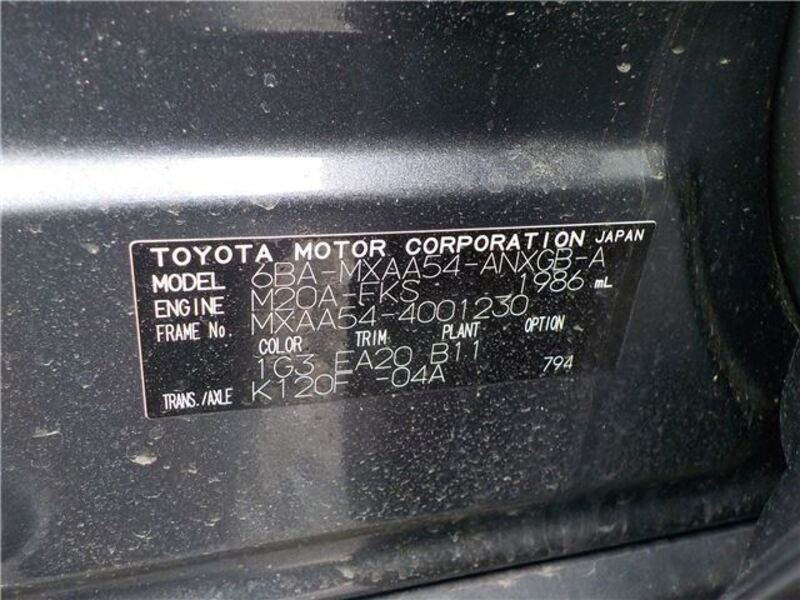 TOYOTA MOTOR CORPORATION JAPAN
MODEL 6BA-MXAA54-ANXGB-A
ENGINE M20A-FKS 1986 mL
FRAME No. MXAA54-4001230
COLOR TRIM PLANT OPTION
1G3 EA20 B11 794
TRANS./AXLE K120F -04A